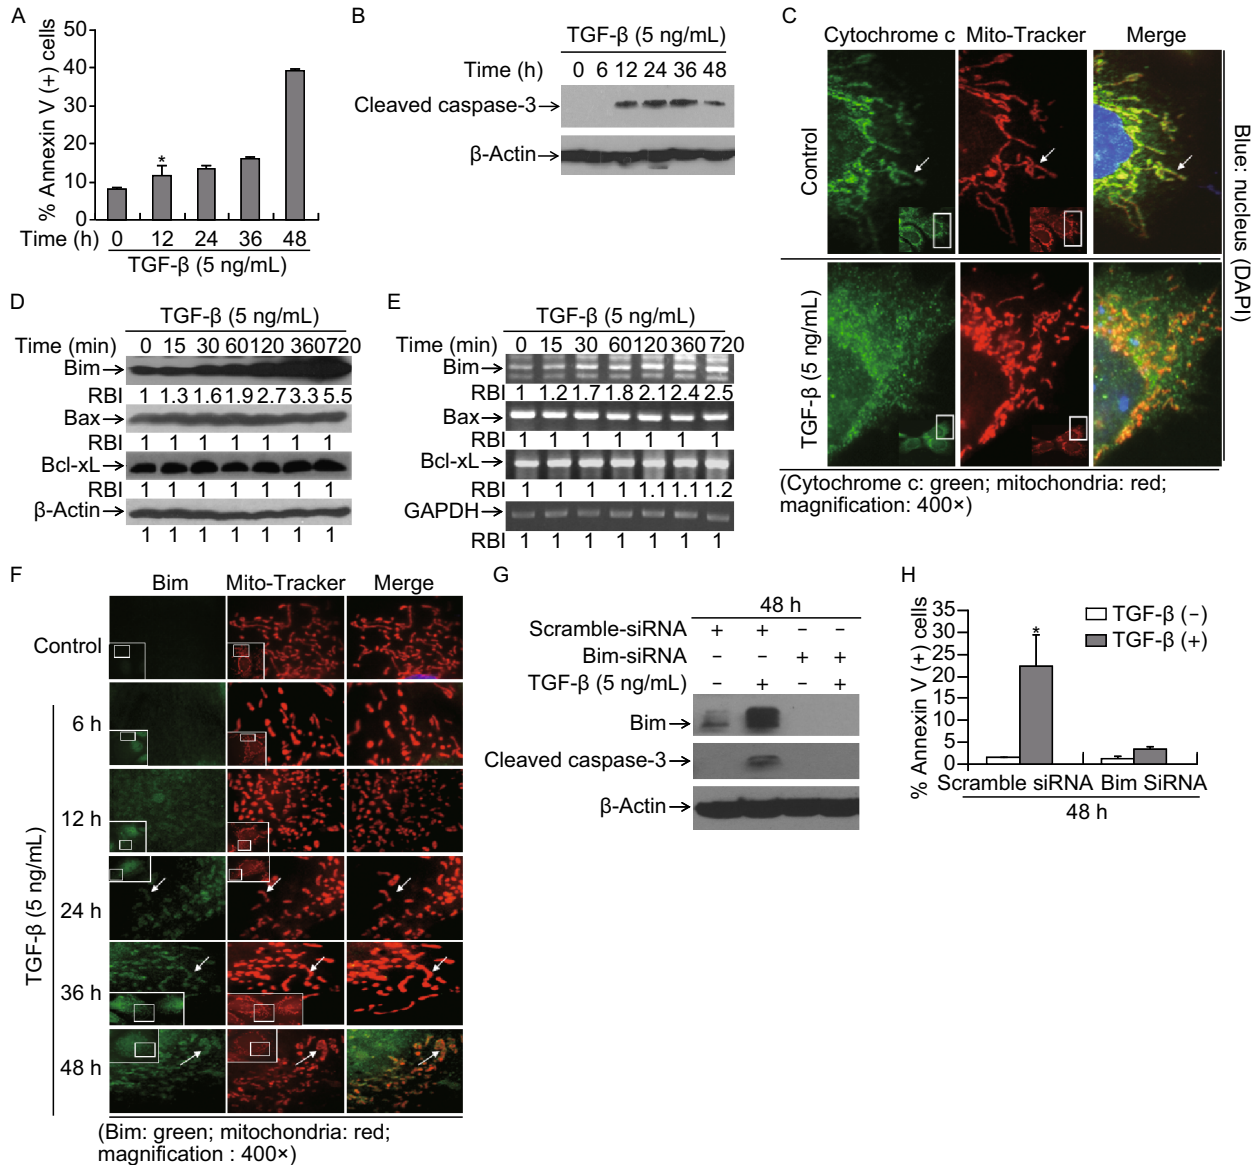 A
% Annexin V (+) cells
50
40
30
20
10
0
*
Time (h) 0 12 24 36 48
TGF-β (5 ng/mL)
B
TGF-β (5 ng/mL)
Time (h) 0 6 12 24 36 48
Cleaved caspase-3
β-Actin
C
Cytochrome c Mito-Tracker Merge
Control
TGF-β (5 ng/mL)
Blue: nucleus (DAPI)
(Cytochrome c: green; mitochondria: red;
magnification: 400×)
D
TGF-β (5 ng/mL)
Time (min) 0 15 30 60 120 360 720
Bim
RBI 1 1.3 1.6 1.9 2.7 3.3 5.5
Bax
RBI 1 1 1 1 1 1 1
Bcl-xL
RBI 1 1 1 1 1 1 1
β-Actin
1 1 1 1 1 1 1
E
TGF-β (5 ng/mL)
Time (min) 0 15 30 60 120 360 720
Bim
RBI 1 1.2 1.7 1.8 2.1 2.4 2.5
Bax
RBI 1 1 1 1 1 1 1
Bcl-xL
RBI 1 1 1 1 1.1 1.1 1.2
GAPDH
RBI 1 1 1 1 1 1 1
F
Bim Mito-Tracker Merge
Control
TGF-β (5 ng/mL)
6 h
12 h
24 h
36 h
48 h
(Bim: green; mitochondria: red;
magnification : 400×)
G
48 h
Scramble-siRNA + + − −
Bim-siRNA − − + +
TGF-β (5 ng/mL) − + − +
Bim
Cleaved caspase-3
β-Actin
H
% Annexin V (+) cells
35
30
25
20
15
10
5
0
*
TGF-β (−)
TGF-β (+)
Scramble siRNA Bim SiRNA
48 h